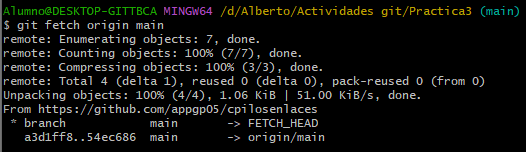 Alumno@DESKTOP-GITTBCA MINGW64 /d/Alberto/Actividades git/Practica3 (main)
$ git fetch origin main
remote: Enumerating objects: 7, done.
remote: Counting objects: 100% (7/7), done.
remote: Compressing objects: 100% (3/3), done.
remote: Total 4 (delta 1), reused 0 (delta 0), pack-reused 0 (from 0)
Unpacking objects: 100% (4/4), 1.06 KiB | 51.00 KiB/s, done.
From https://github.com/appgp05/cpilosenlaces
 * branch            main       -> FETCH_HEAD
   a3d1ff8..54ec686  main       -> origin/main